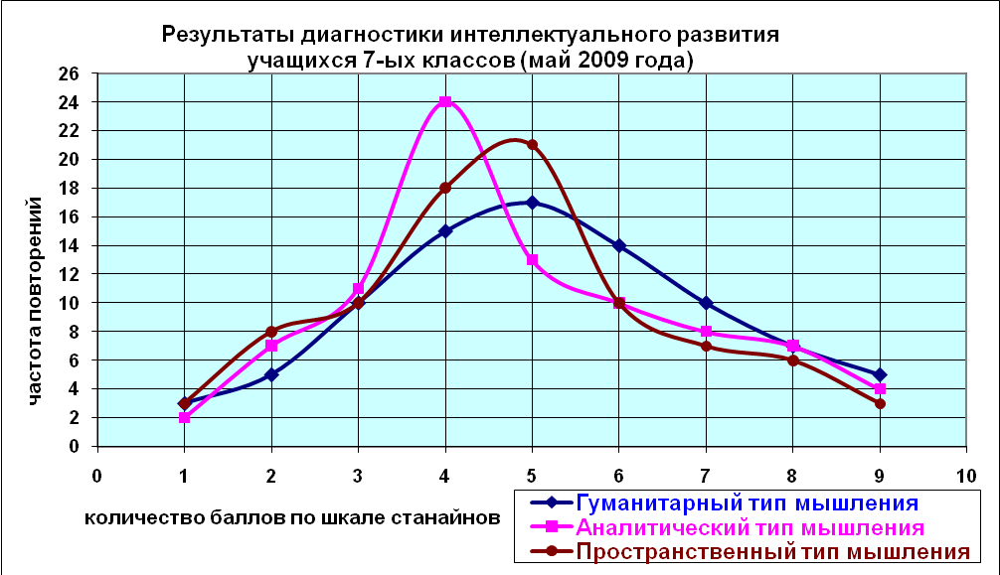 Результаты диагностики интеллектуального развития
учащихся 7-ых классов (май 2009 года)
частота повторений
26
24
22
20
18
16
14
12
10
8
6
4
2
0
0 1 2 3 4 5 6 7 8 9 10
количество баллов по шкале станайнов
Гуманитарный тип мышления
Аналитический тип мышления
Пространственный тип мышления